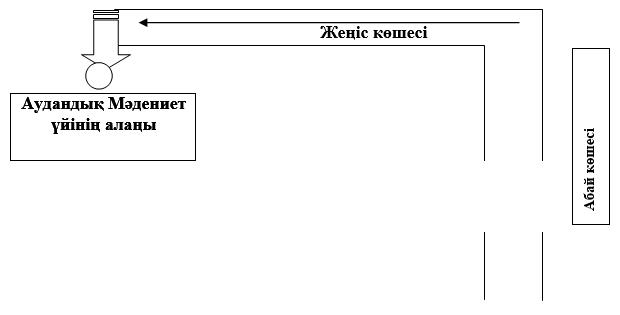 Жеңіс көшесі
Аудандық Мәдениет
үйінің алаңы
Абай көшесі